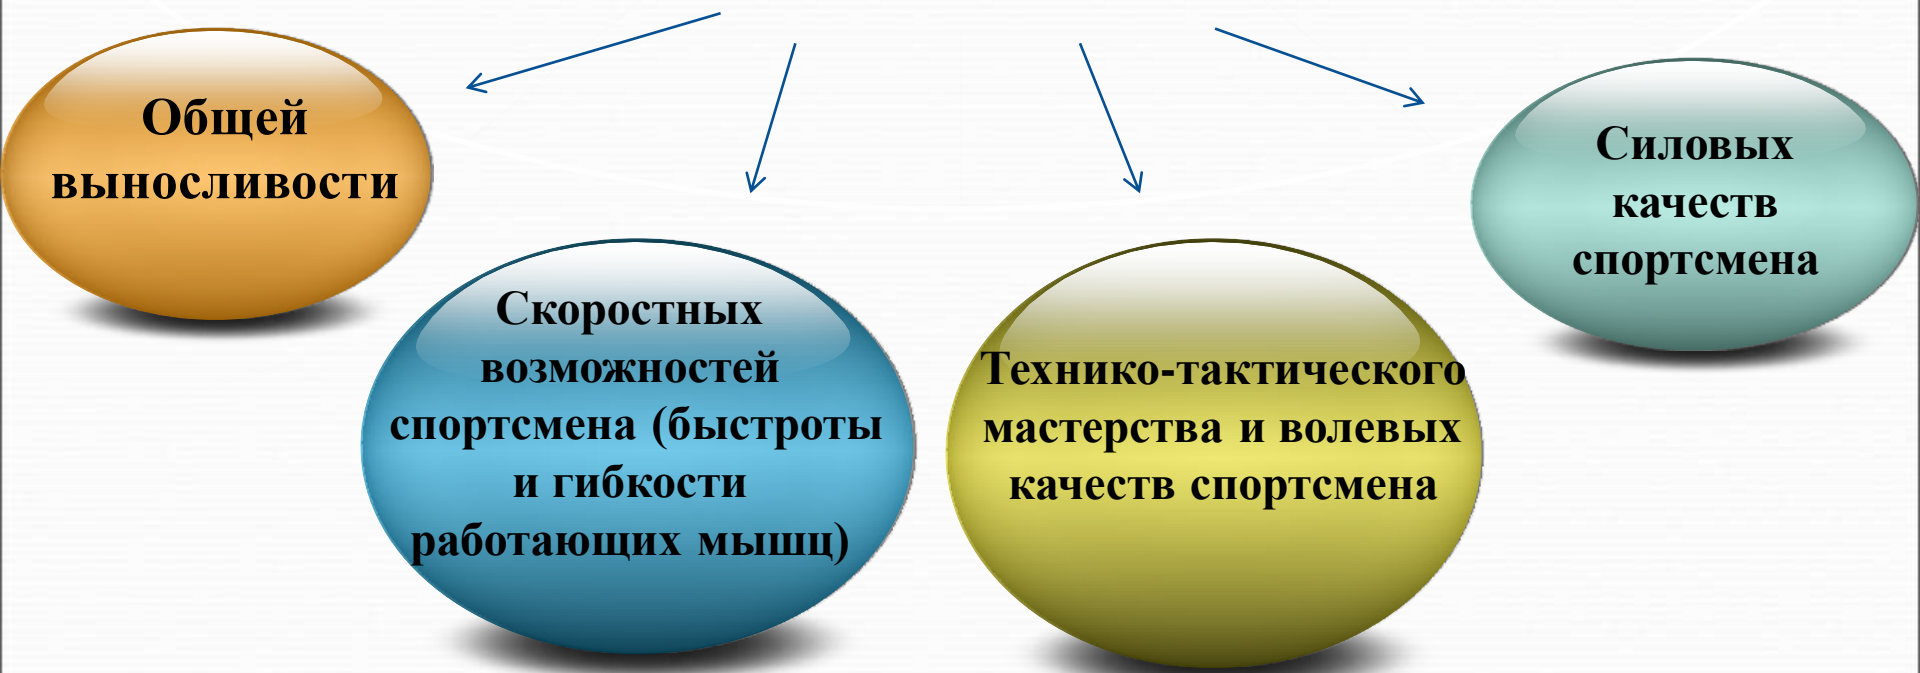 Общей
выносливости
Скоростных
возможностей
спортсмена (быстроты
и гибкости
работающих мышц)
Технико-тактического
мастерства и волевых
качеств спортсмена
Силовых
качеств
спортсмена